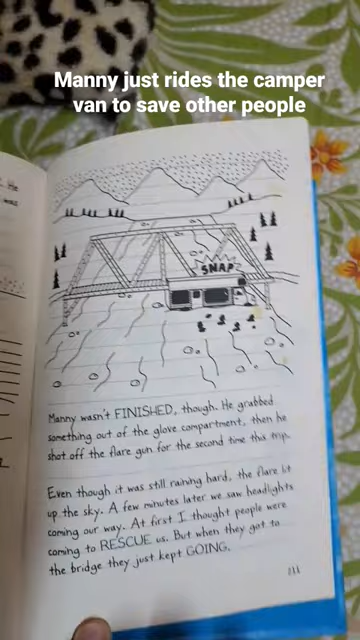 Manny just rides the camper
van to save other people
SNAP
Manny wasn't FINISHED, though. He grabbed
something out of the glove compartment, then he
shot off the flare gun for the second time this trip.
Even though it was still raining hard, the flare lit
up the sky. A few minutes later we saw headlights
coming our way. At first I thought people were
coming to RESCUE us. But when they got to
the bridge they just kept GOING.
He
was